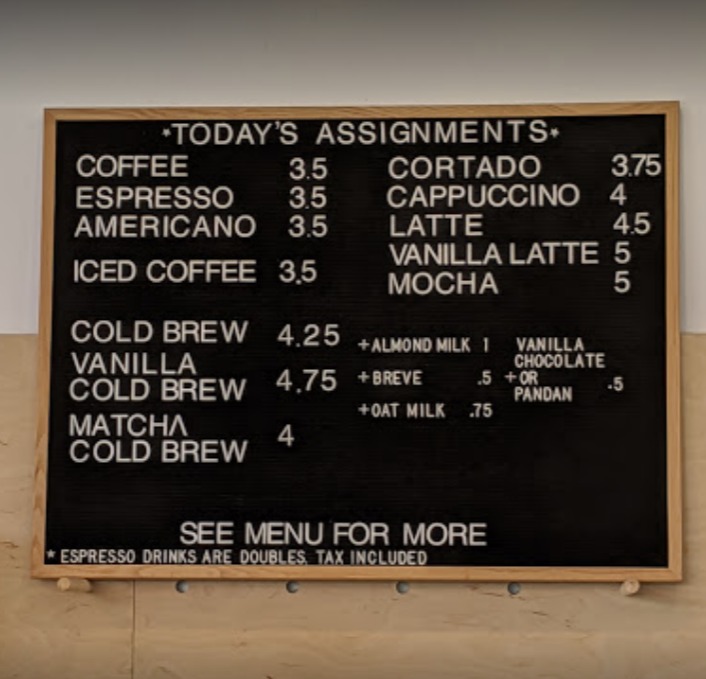 *TODAY'S ASSIGNMENTS*
COFFEE 3.5
ESPRESSO 3.5
AMERICANO 3.5
ICED COFFEE 3.5
COLD BREW 4.25
VANILLA
COLD BREW 4.75
MATCHA
COLD BREW 4
CORTADO 3.75
CAPPUCCINO 4
LATTE 4.5
VANILLA LATTE 5
MOCHA 5
+ALMOND MILK 1
+BREVE .5
+OAT MILK .75
VANILLA
CHOCOLATE
+OR .5
PANDAN
SEE MENU FOR MORE
* ESPRESSO DRINKS ARE DOUBLES. TAX INCLUDED